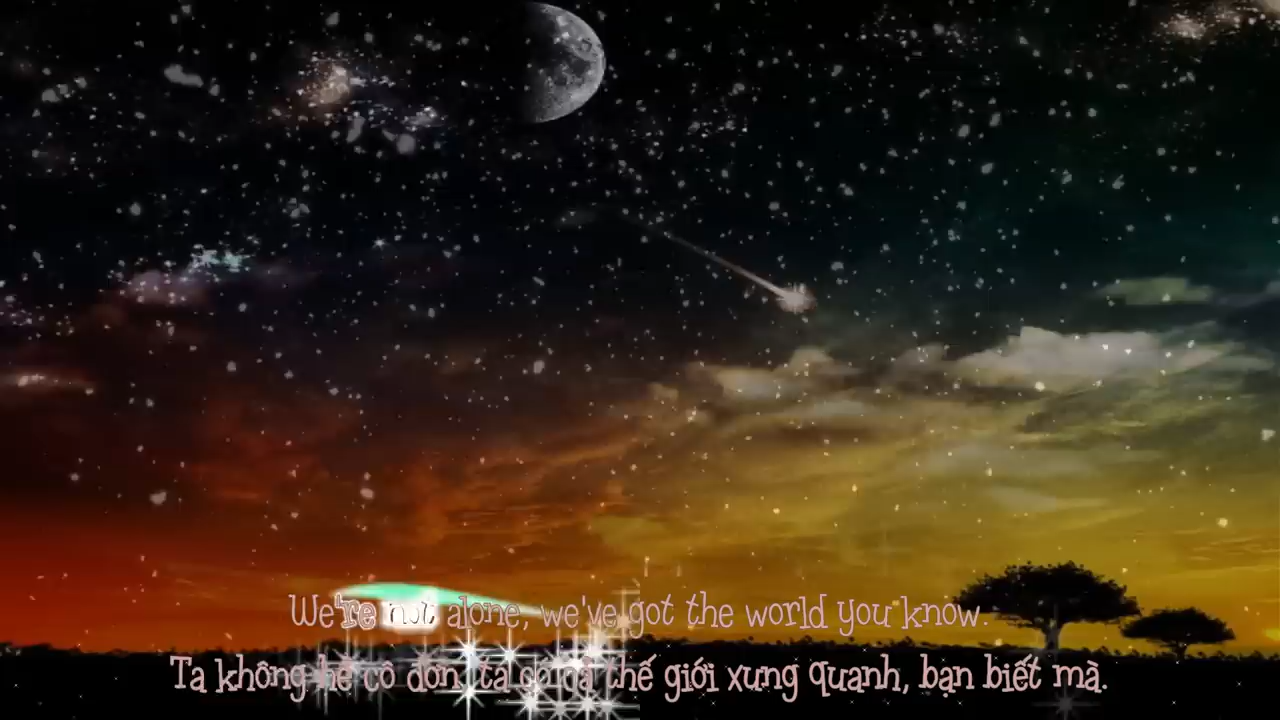 We're not alone, we've got the world you know.
Ta không hề cô đơn, ta có cả thế giới xung quanh, bạn biết mà.